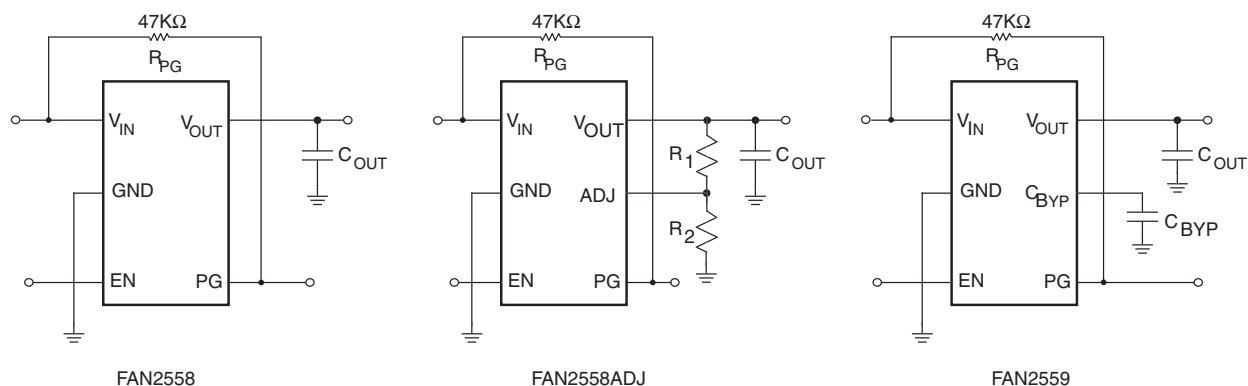 47KΩ
R_PG
V_IN
V_OUT
C_OUT
GND
EN
PG
FAN2558
47KΩ
R_PG
V_IN
V_OUT
R_1
C_OUT
GND
ADJ
R_2
EN
PG
FAN2558ADJ
47KΩ
R_PG
V_IN
V_OUT
C_OUT
GND
C_BYP
C_BYP
EN
PG
FAN2559